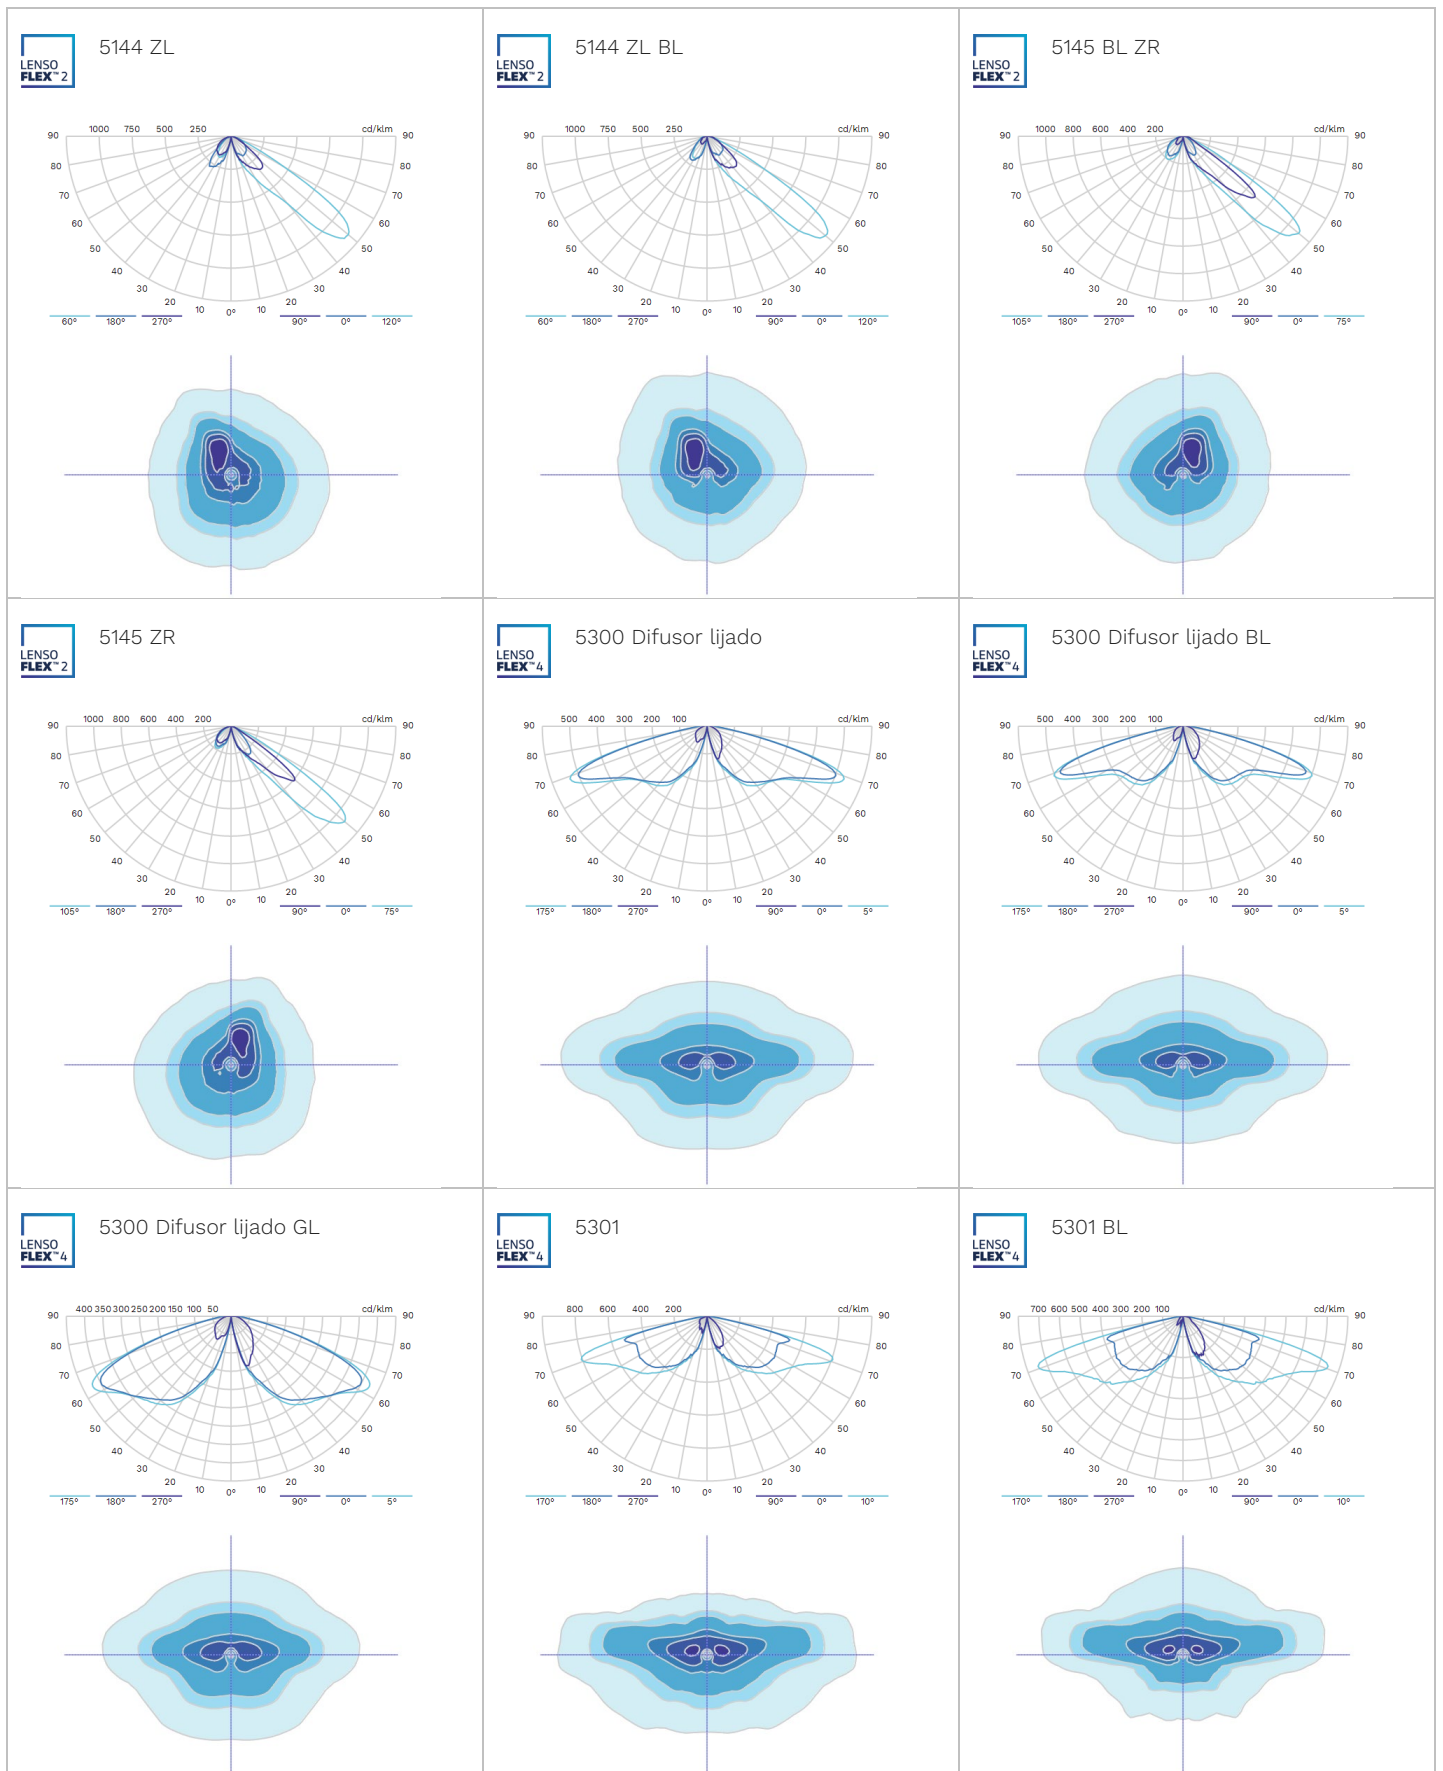 LENSO
FLEX™2
5144 ZL
90 1000 750 500 250 cd/klm 90
80 80
70 70
60 60
50 50
40 40
30 30
20 10 0° 10 20
60° 180° 270° 90° 0° 120°
LENSO
FLEX™2
5144 ZL BL
90 1000 750 500 250 cd/klm 90
80 80
70 70
60 60
50 50
40 40
30 30
20 10 0° 10 20
60° 180° 270° 90° 0° 120°
LENSO
FLEX™2
5145 BL ZR
90 1000 800 600 400 200 cd/klm 90
80 80
70 70
60 60
50 50
40 40
30 30
20 10 0° 10 20
105° 180° 270° 90° 0° 75°
LENSO
FLEX™2
5145 ZR
90 1000 800 600 400 200 cd/klm 90
80 80
70 70
60 60
50 50
40 40
30 30
20 10 0° 10 20
105° 180° 270° 90° 0° 75°
LENSO
FLEX™4
5300 Difusor lijado
90 500 400 300 200 100 cd/klm 90
80 80
70 70
60 60
50 50
40 40
30 30
20 10 0° 10 20
175° 180° 270° 90° 0° 5°
LENSO
FLEX™4
5300 Difusor lijado BL
90 500 400 300 200 100 cd/klm 90
80 80
70 70
60 60
50 50
40 40
30 30
20 10 0° 10 20
175° 180° 270° 90° 0° 5°
LENSO
FLEX™4
5300 Difusor lijado GL
90 400 350 300 250 200 150 100 50 cd/klm 90
80 80
70 70
60 60
50 50
40 40
30 30
20 10 0° 10 20
175° 180° 270° 90° 0° 5°
LENSO
FLEX™4
5301
90 800 600 400 200 cd/klm 90
80 80
70 70
60 60
50 50
40 40
30 30
20 10 0° 10 20
170° 180° 270° 90° 0° 10°
LENSO
FLEX™4
5301 BL
90 700 600 500 400 300 200 100 cd/klm 90
80 80
70 70
60 60
50 50
40 40
30 30
20 10 0° 10 20
170° 180° 270° 90° 0° 10°